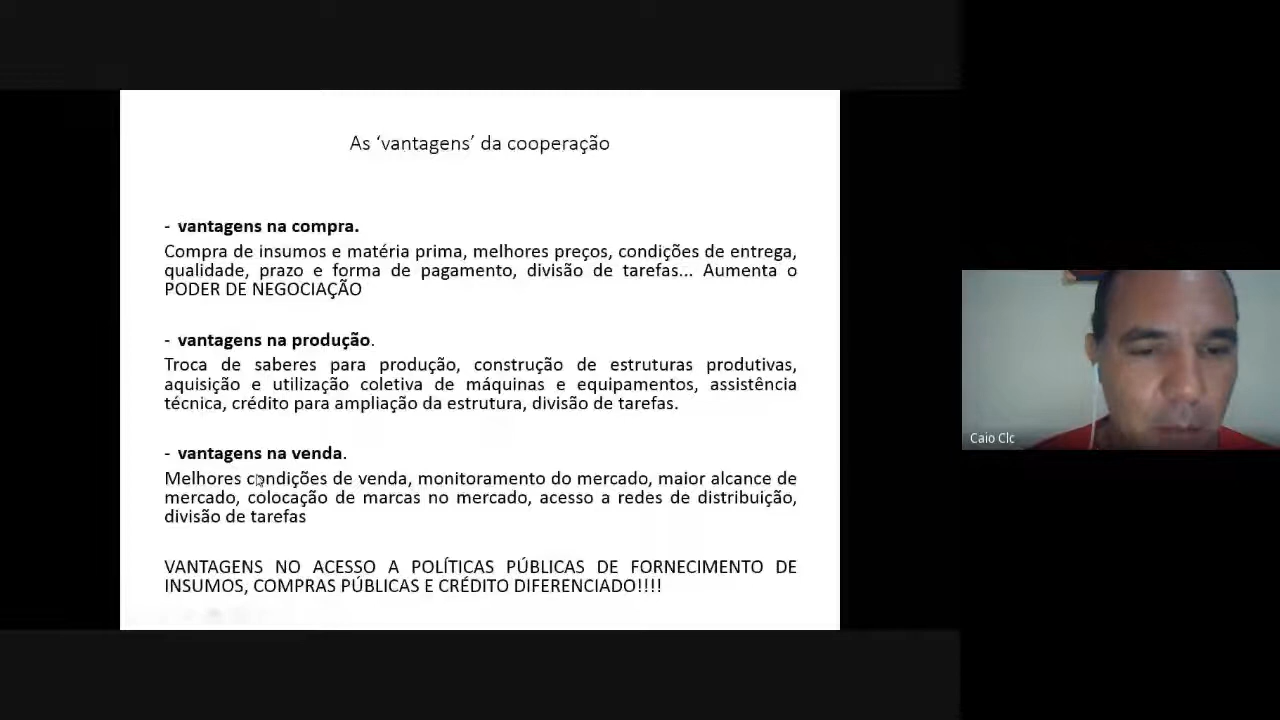 As ‘vantagens’ da cooperação
- vantagens na compra.
Compra de insumos e matéria prima, melhores preços, condições de entrega,
qualidade, prazo e forma de pagamento, divisão de tarefas... Aumenta o
PODER DE NEGOCIAÇÃO
- vantagens na produção.
Troca de saberes para produção, construção de estruturas produtivas,
aquisição e utilização coletiva de máquinas e equipamentos, assistência
técnica, crédito para ampliação da estrutura, divisão de tarefas.
- vantagens na venda.
Melhores condições de venda, monitoramento do mercado, maior alcance de
mercado, colocação de marcas no mercado, acesso a redes de distribuição,
divisão de tarefas
VANTAGENS NO ACESSO A POLÍTICAS PÚBLICAS DE FORNECIMENTO DE
INSUMOS, COMPRAS PÚBLICAS E CRÉDITO DIFERENCIADO!!!!
Caio Clc